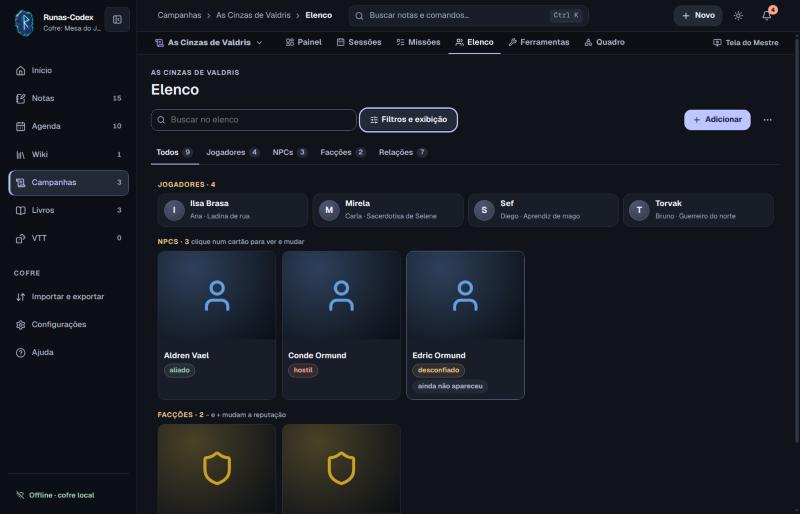 Runas-Codex
Cofre: Mesa do J...
Campanhas › As Cinzas de Valdris › Elenco
Buscar notas e comandos...
Ctrl K
Novo
4
As Cinzas de Valdris
Painel
Sessões
Missões
Elenco
Ferramentas
Quadro
Tela do Mestre
Início
Notas 15
Agenda 10
Wiki 1
Campanhas 3
Livros 3
VTT 0
COFRE
Importar e exportar
Configurações
Ajuda
Offline · cofre local
AS CINZAS DE VALDRIS
Elenco
Buscar no elenco
Filtros e exibição
+ Adicionar
...
Todos 9
Jogadores 4
NPCs 3
Facções 2
Relações 7
JOGADORES · 4
I
Ilsa Brasa
Ana · Ladina de rua
M
Mirela
Carla · Sacerdotisa de Selene
S
Sef
Diego · Aprendiz de mago
T
Torvak
Bruno · Guerreiro do norte
NPCS · 3 clique num cartão para ver e mudar
Aldren Vael
aliado
Conde Ormund
hostil
Edric Ormund
desconfiado
ainda não apareceu
FACÇÕES · 2 − e + mudam a reputação